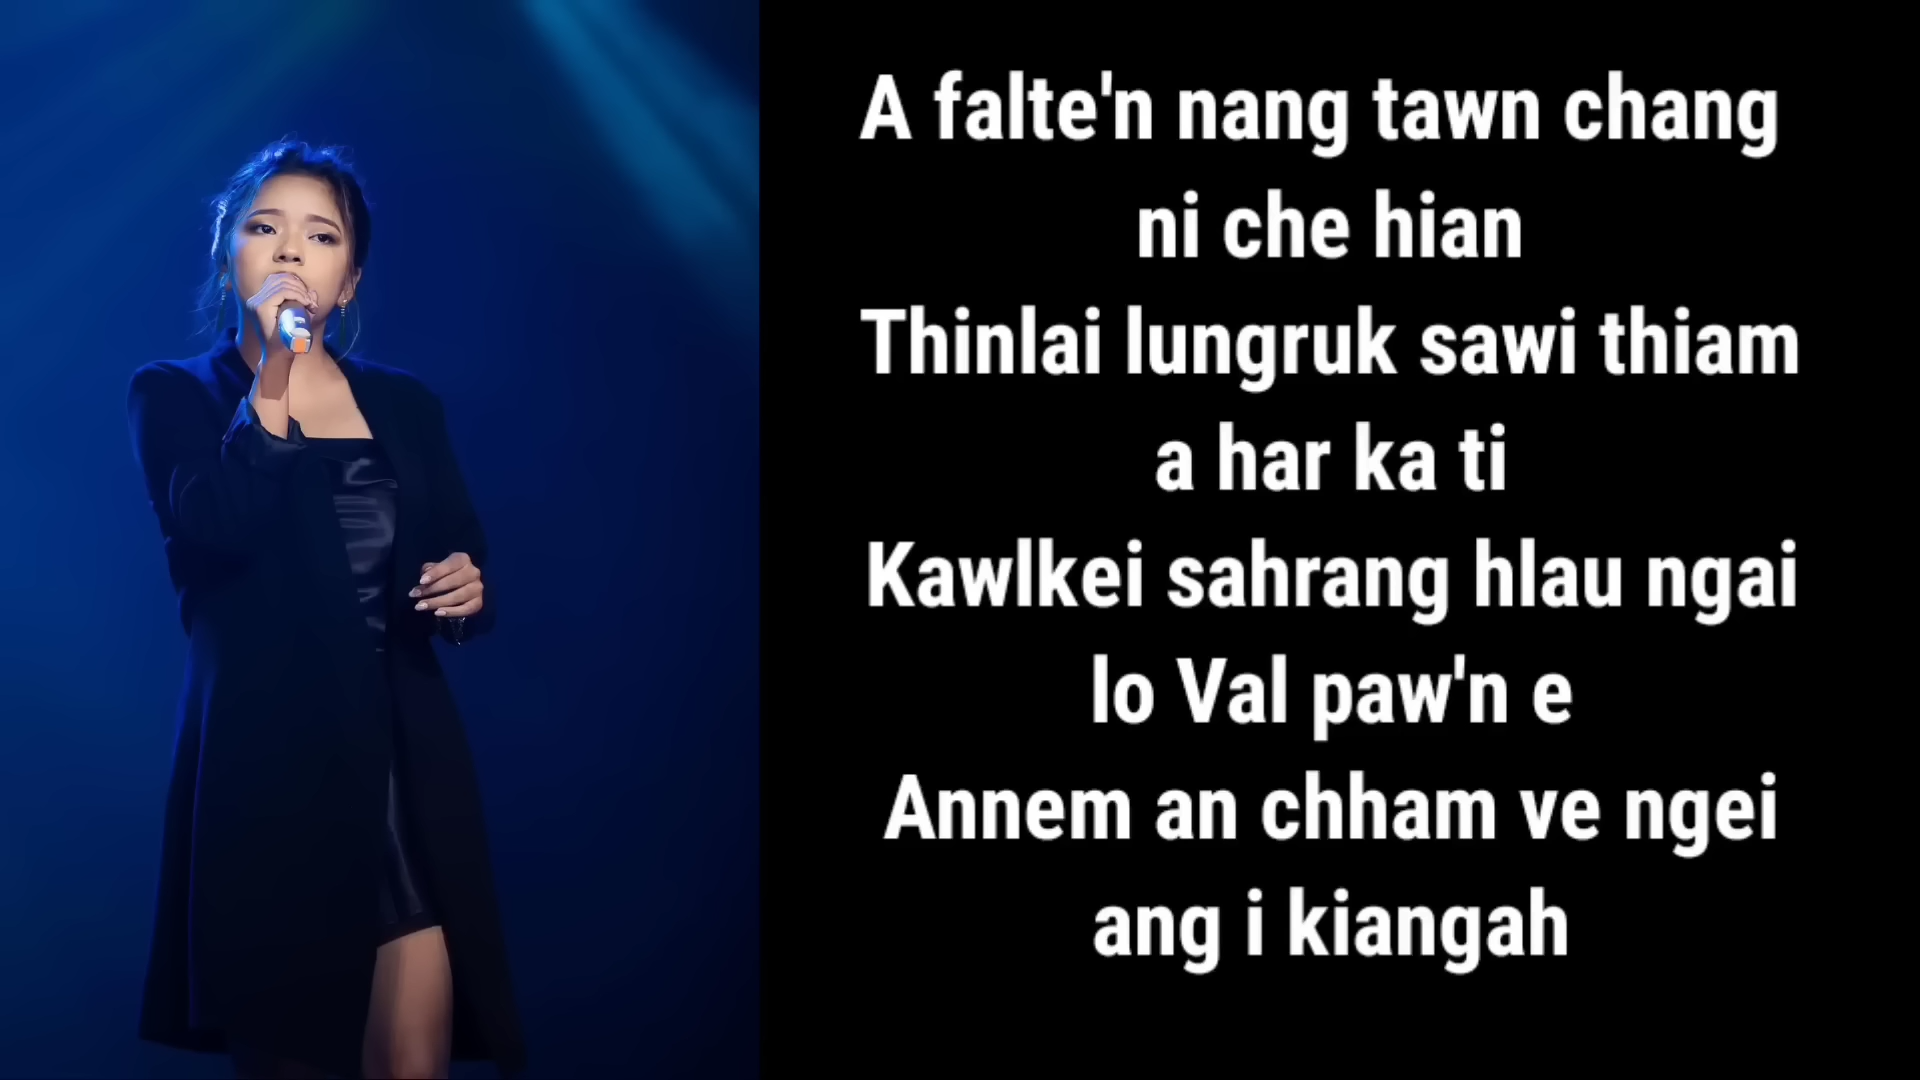 A falte'n nang tawn chang
ni che hian
Thinlai lungruk sawi thiam
a har ka ti
Kawlkei sahrang hlau ngai
lo Val paw'n e
Annem an chham ve ngei
ang i kiangah